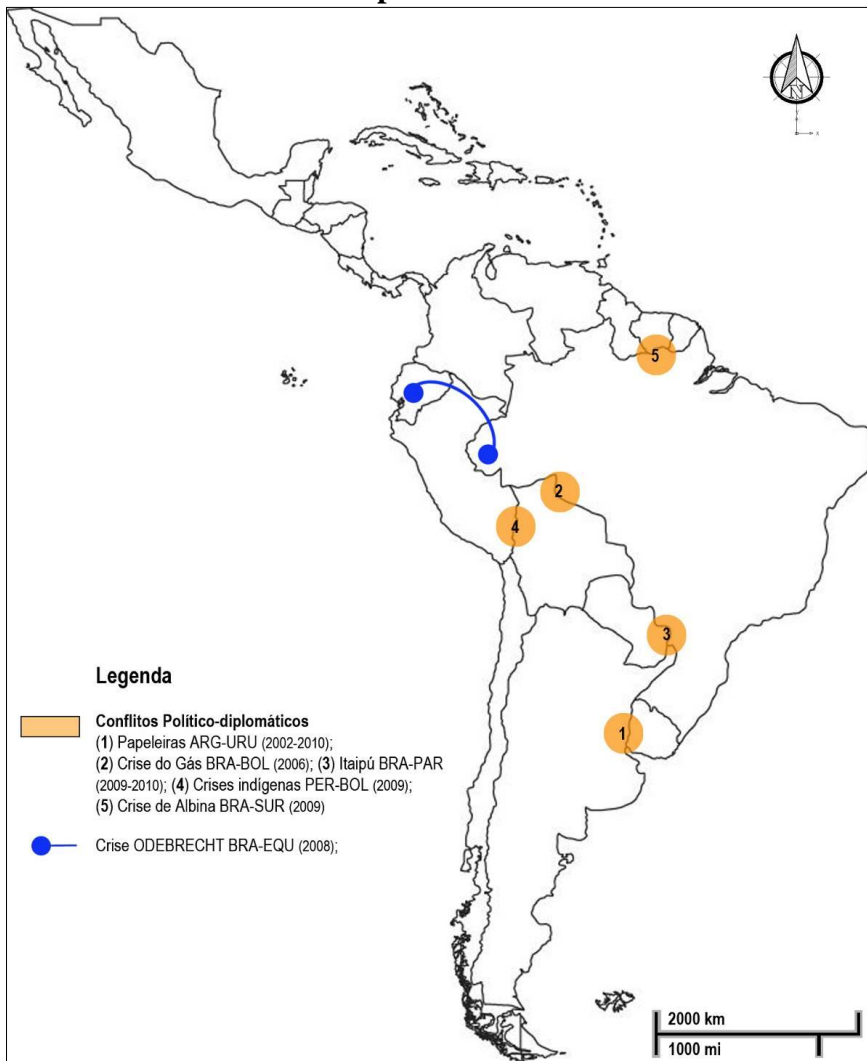 N
5
2
4
3
1
Legenda
Conflitos Político-diplomáticos
(1) Papeleiras ARG-URU (2002-2010);
(2) Crise do Gás BRA-BOL (2006); (3) Itaipú BRA-PAR
(2009-2010); (4) Crises indígenas PER-BOL (2009);
(5) Crise de Albina BRA-SUR (2009)
Crise ODEBRECHT BRA-EQU (2008);
2000 km
1000 mi